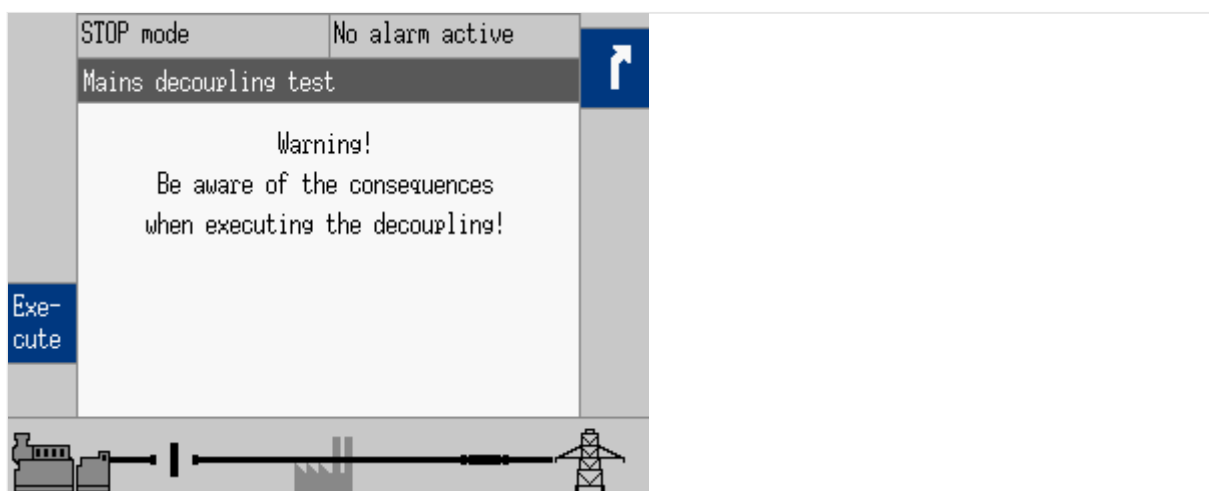 STOP mode
No alarm active
Mains decoupling test
Warning!
Be aware of the consequences
when executing the decoupling!
Exe-
cute